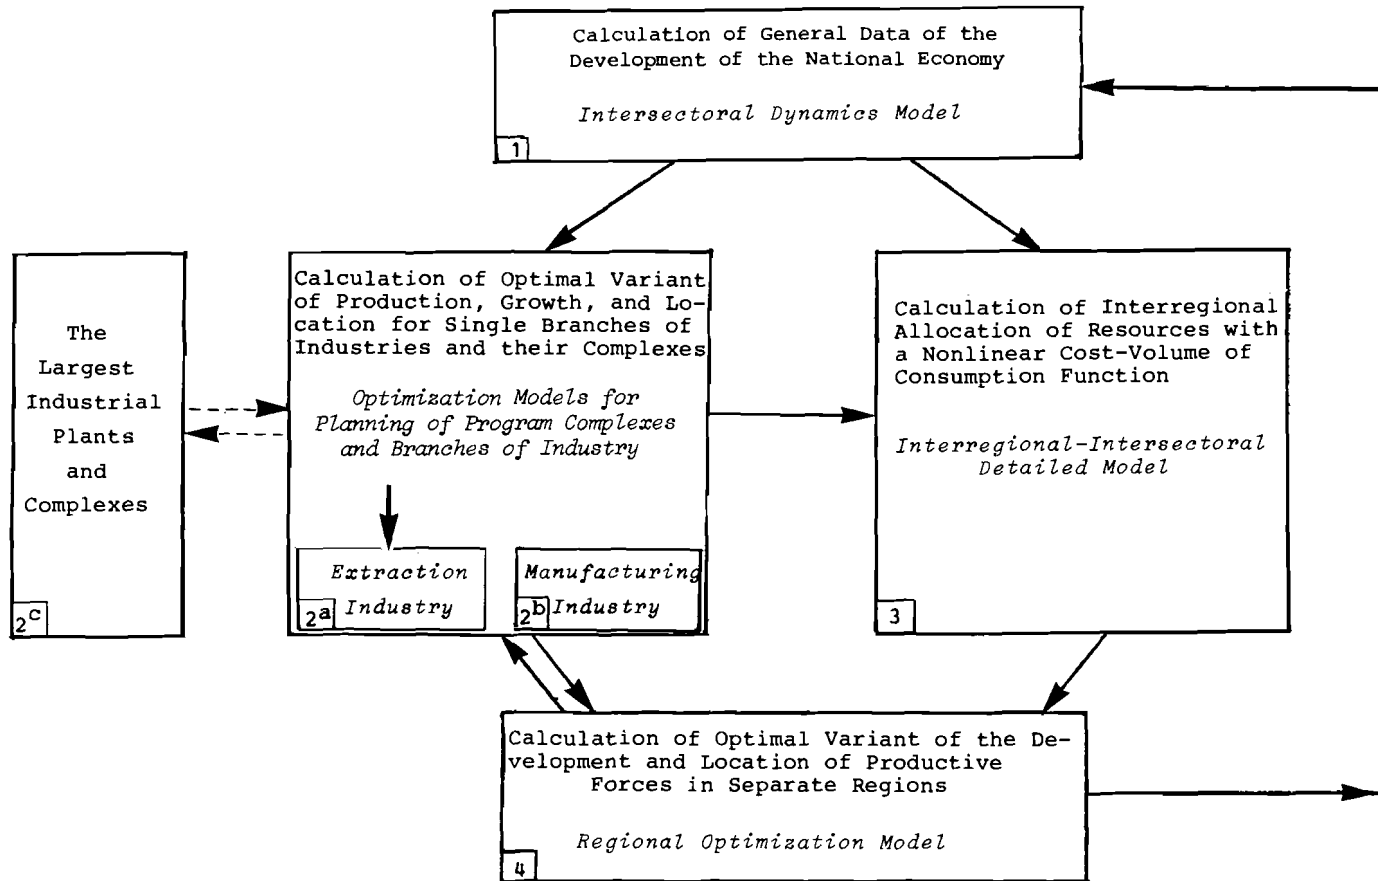 Calculation of General Data of the
Development of the National Economy
Intersectoral Dynamics Model
1
The
Largest
Industrial
Plants
and
Complexes
2c
Calculation of Optimal Variant
of Production, Growth, and Lo-
cation for Single Branches of
Industries and their Complexes
Optimization Models for
Planning of Program Complexes
and Branches of Industry
Extraction
Industry
2a
Manufacturing
Industry
2b
Calculation of Interregional
Allocation of Resources with
a Nonlinear Cost-Volume of
Consumption Function
Interregional-Intersectoral
Detailed Model
3
Calculation of Optimal Variant of the De-
velopment and Location of Productive
Forces in Separate Regions
Regional Optimization Model
4